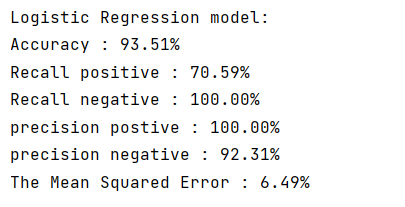 Logistic Regression model:
Accuracy : 93.51%
Recall positive : 70.59%
Recall negative : 100.00%
precision postive : 100.00%
precision negative : 92.31%
The Mean Squared Error : 6.49%